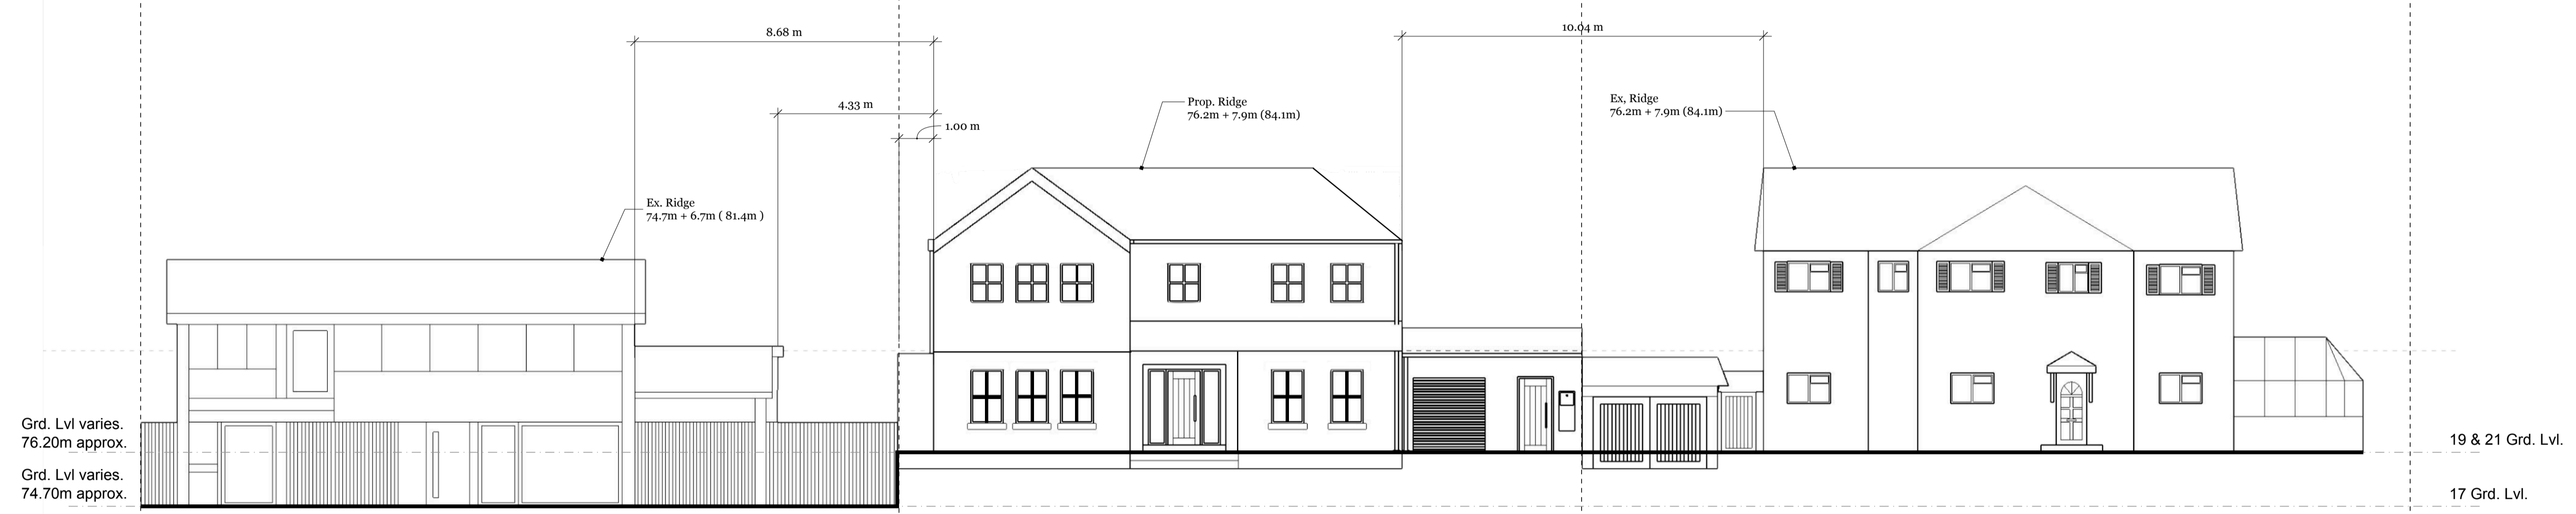 8.68 m
10.04 m
4.33 m
1.00 m
Prop. Ridge
76.2m + 7.9m (84.1m)
Ex, Ridge
76.2m + 7.9m (84.1m)
Ex. Ridge
74.7m + 6.7m ( 81.4m )
Grd. Lvl varies.
76.20m approx.
Grd. Lvl varies.
74.70m approx.
19 & 21 Grd. Lvl.
17 Grd. Lvl.